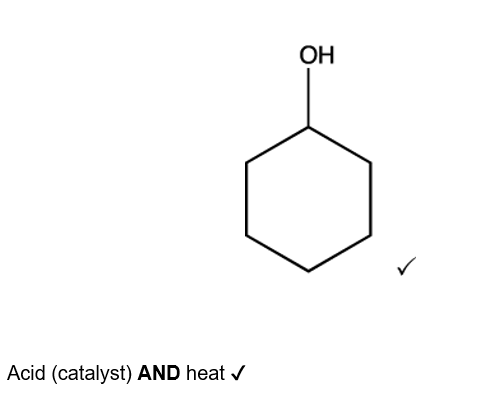 OH
✓
Acid (catalyst) AND heat ✓